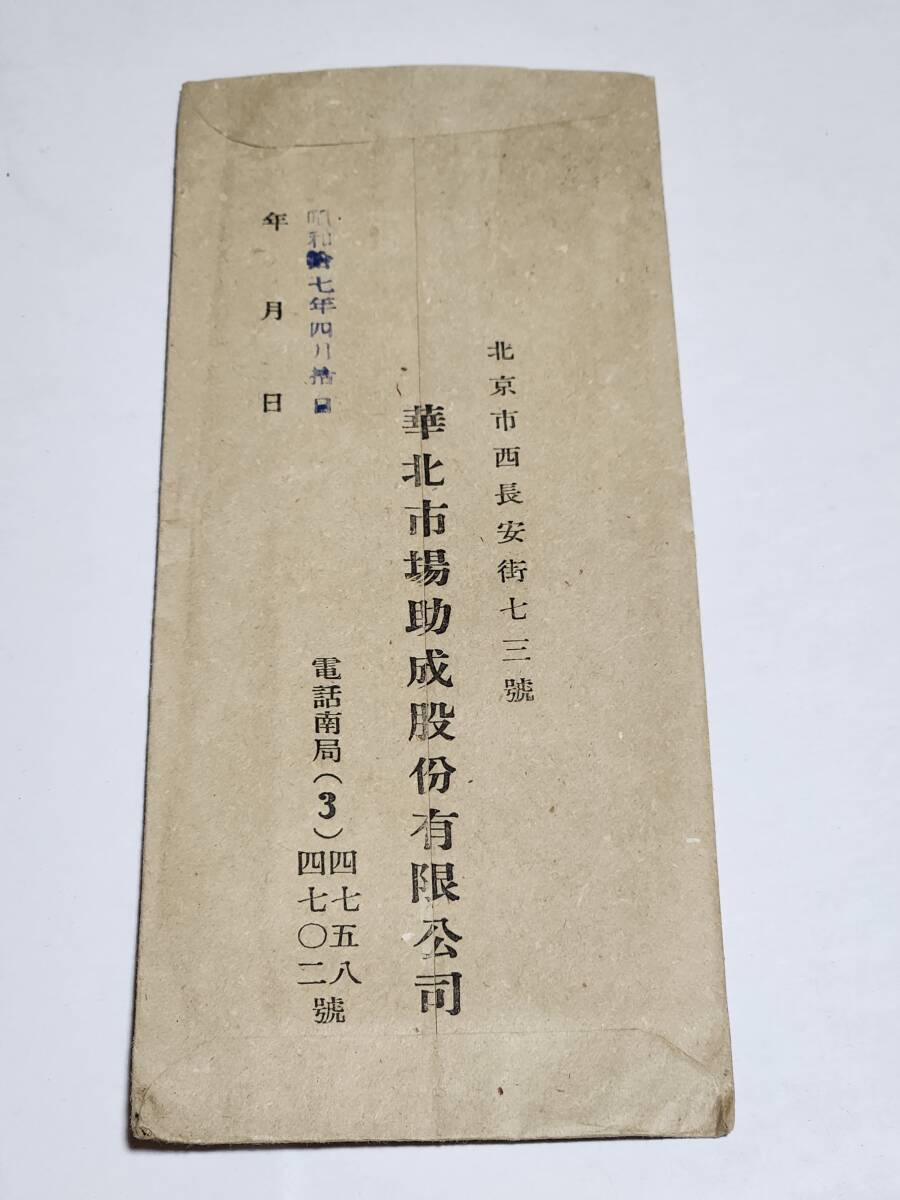 北京市西長安街七三號
華北市場助成股份有限公司
電話南局(3)四七五八
四七〇二號
昭和拾七年四月拾日
年　月　日